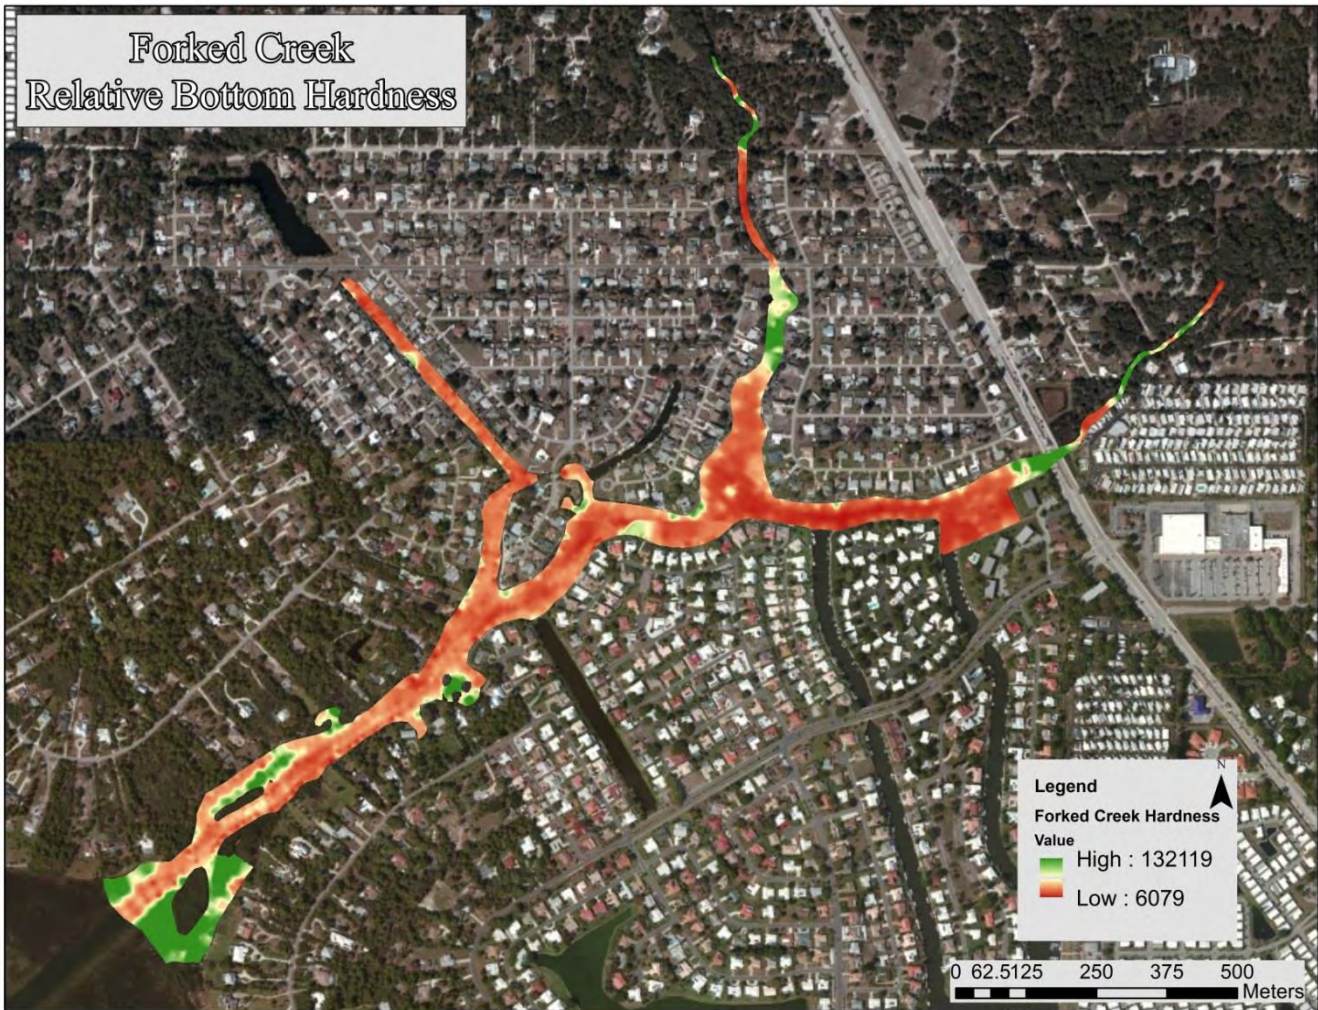 Forked Creek
Relative Bottom Hardness
N
Legend
Forked Creek Hardness
Value
High : 132119
Low : 6079
0 62.5125 250 375 500
Meters